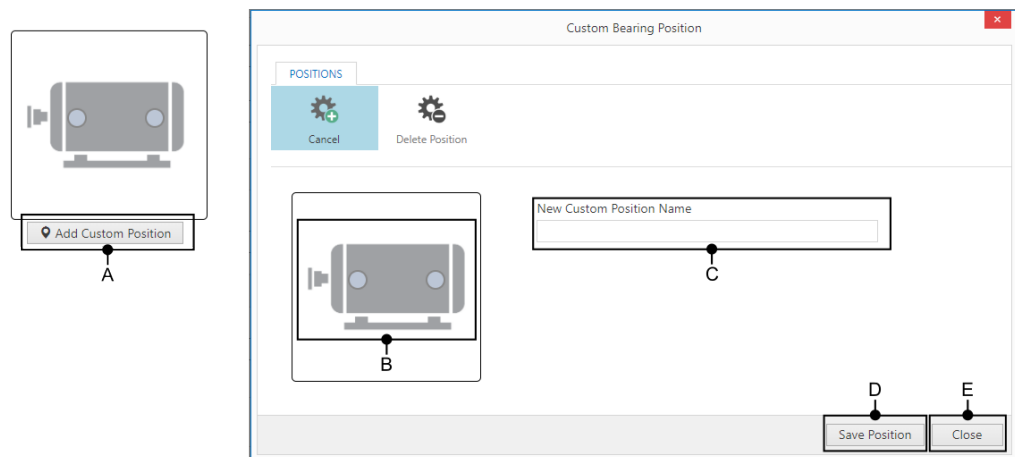 Custom Bearing Position
POSITIONS
Cancel
Delete Position
Add Custom Position
A
New Custom Position Name
C
B
D
E
Save Position
Close